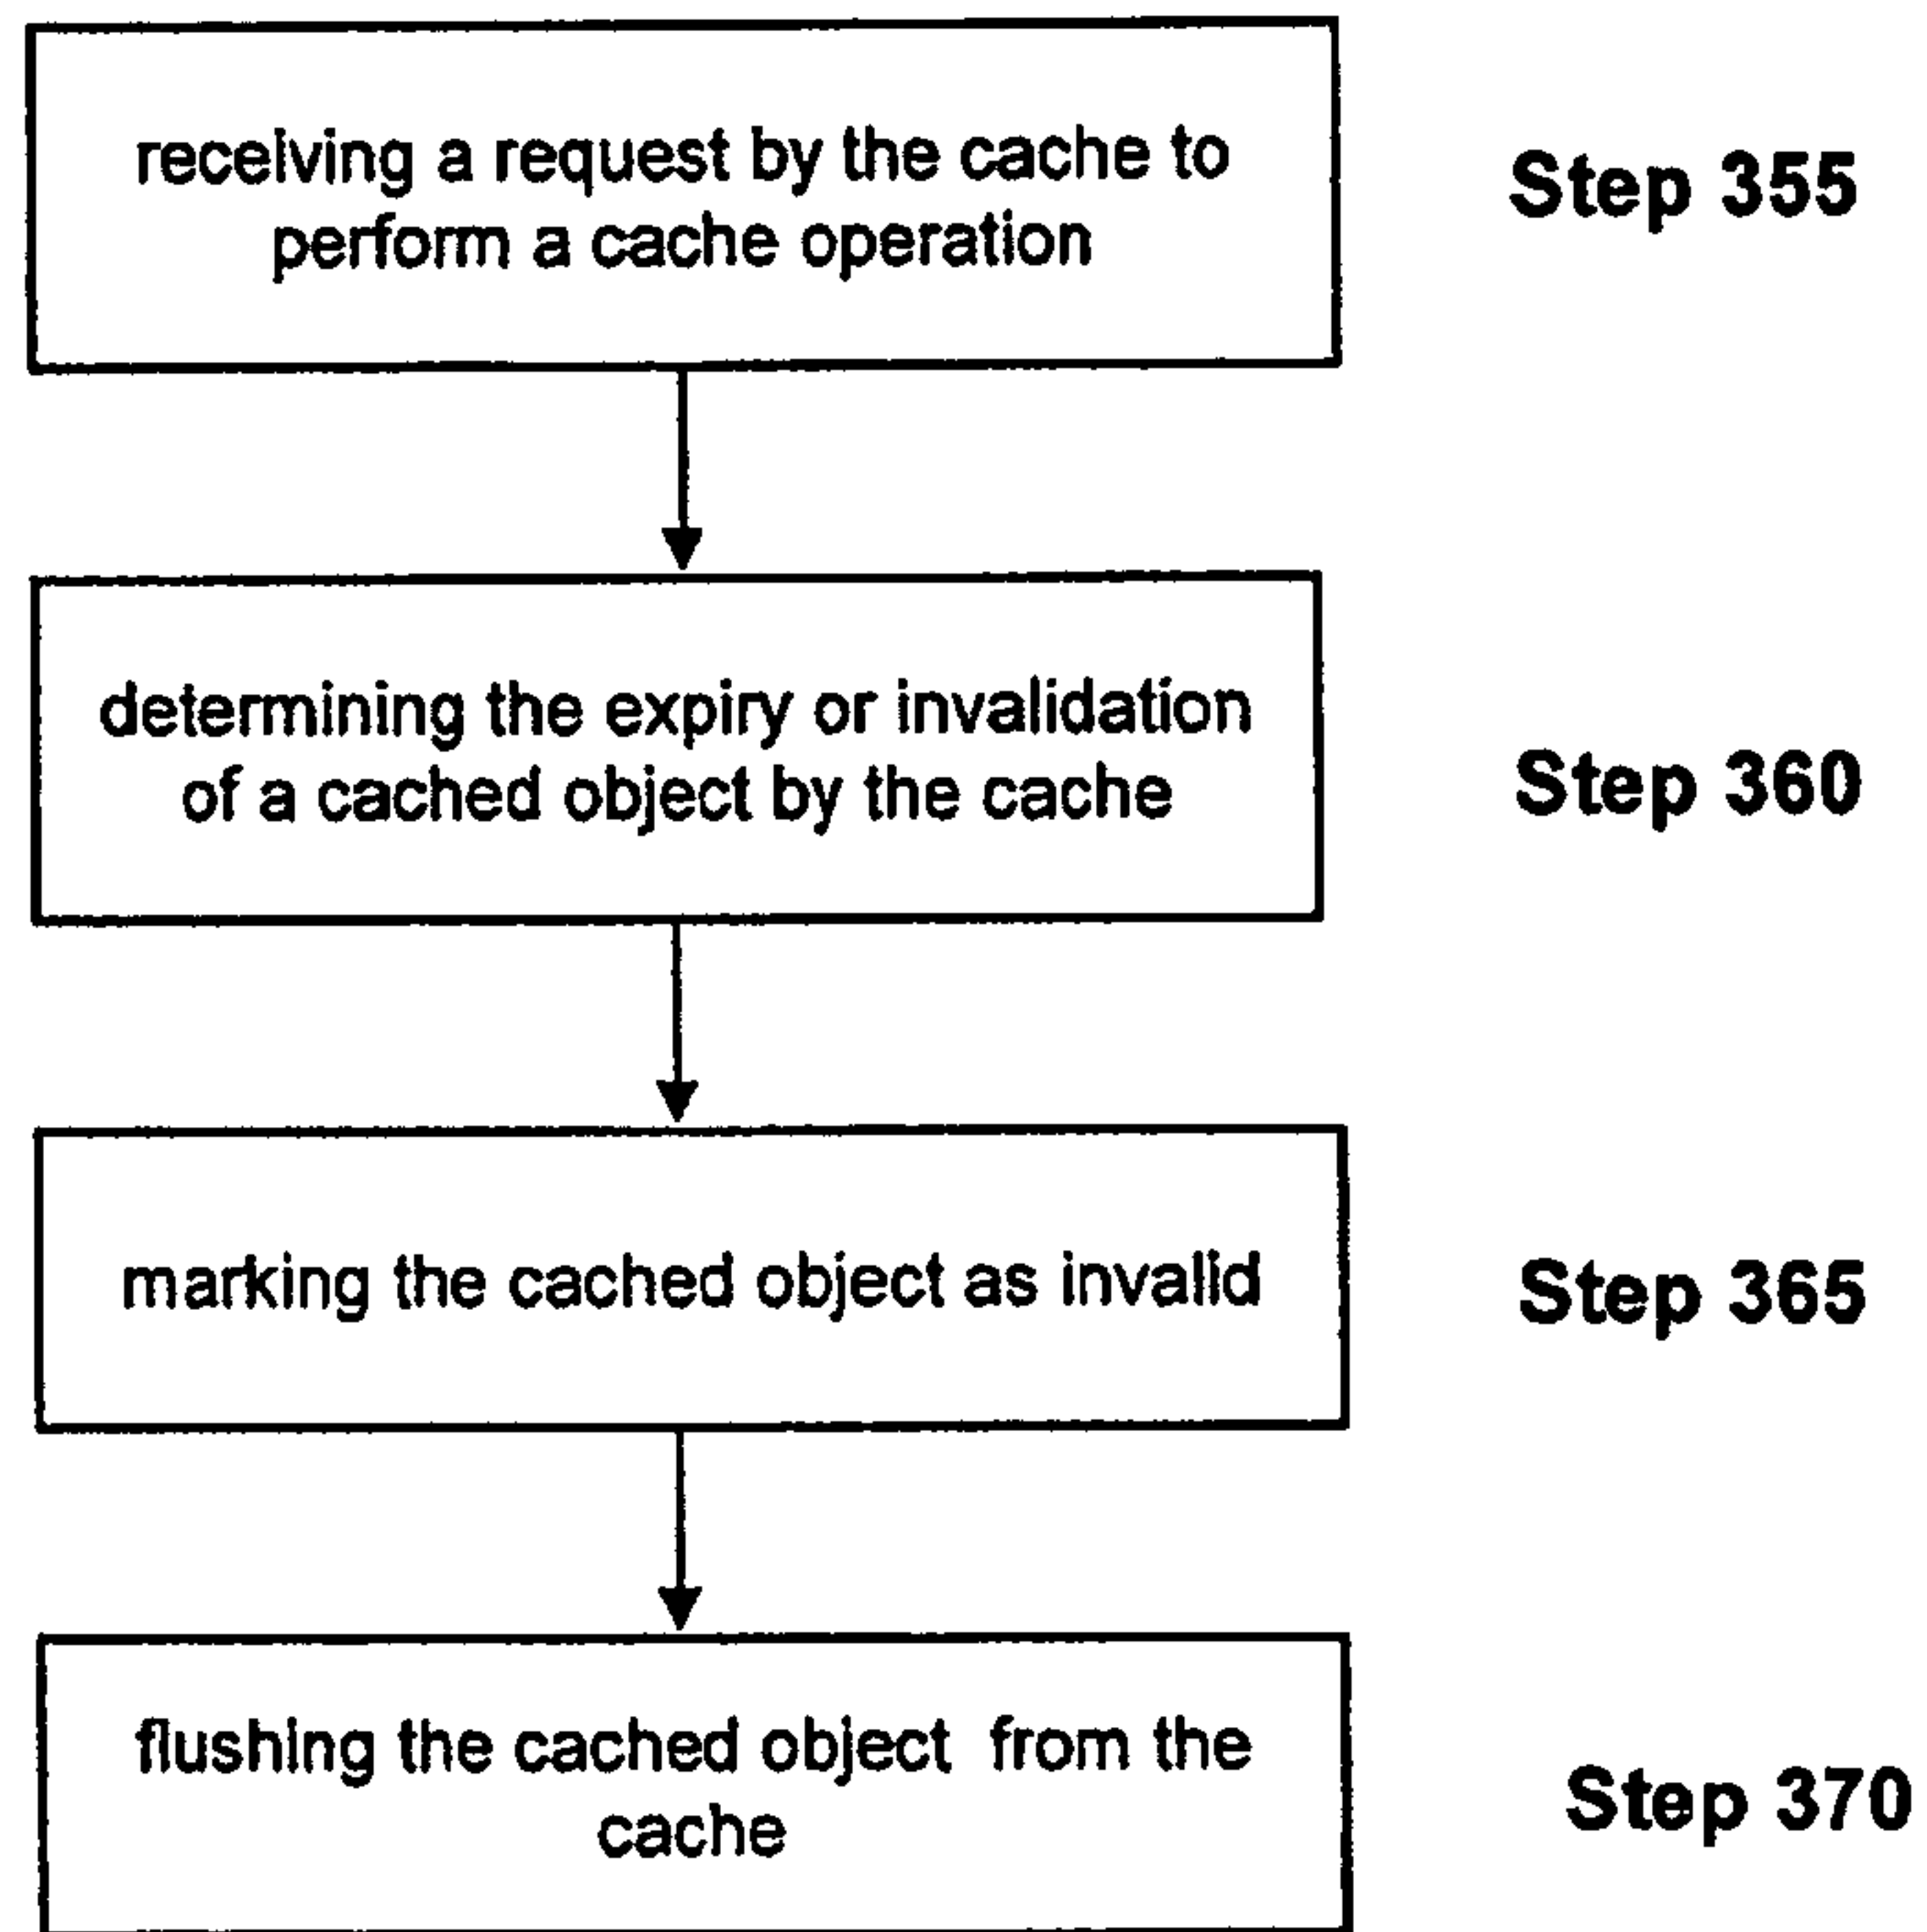 receiving a request by the cache to
perform a cache operation
Step 355
determining the expiry or invalidation
of a cached object by the cache
Step 360
marking the cached object as invalid
Step 365
flushing the cached object from the
cache
Step 370